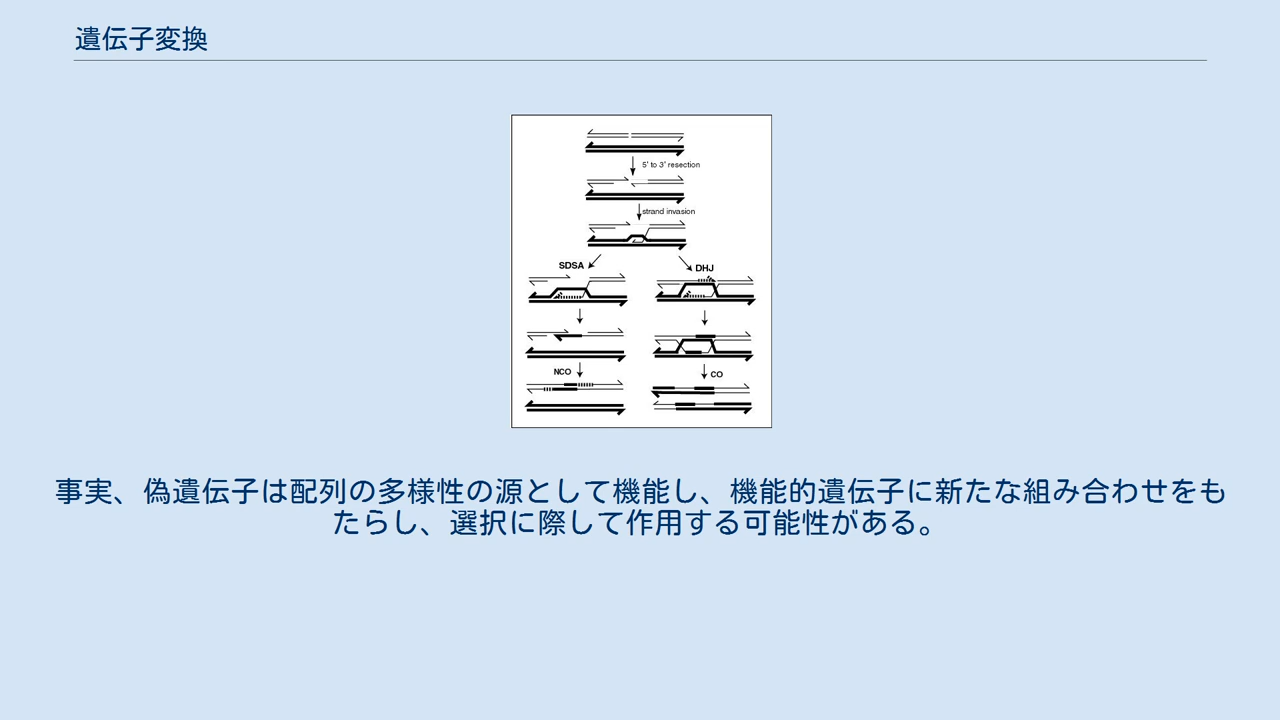 遺伝子変換
5' to 3' resection
strand invasion
SDSA
DHJ
NCO
CO
事実、偽遺伝子は配列の多様性の源として機能し、機能的遺伝子に新たな組み合わせをも
たらし、選択に際して作用する可能性がある。